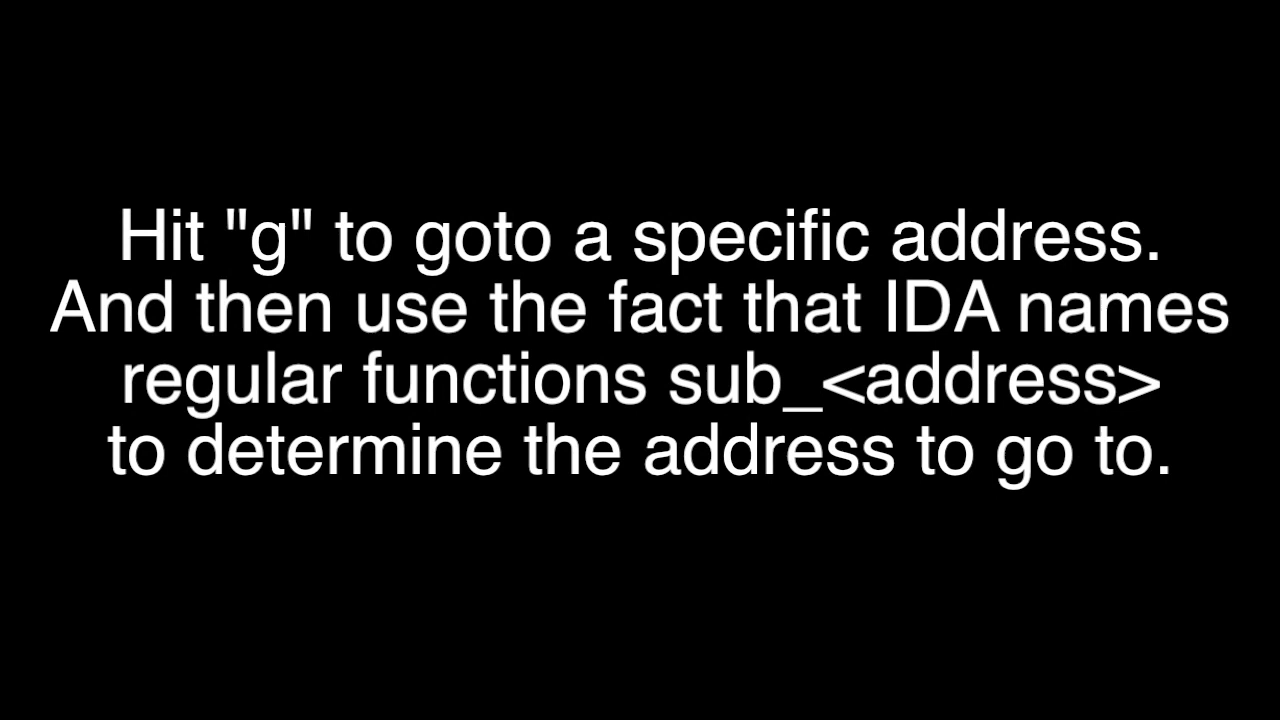 Hit "g" to goto a specific address.
And then use the fact that IDA names
regular functions sub_<address>
to determine the address to go to.